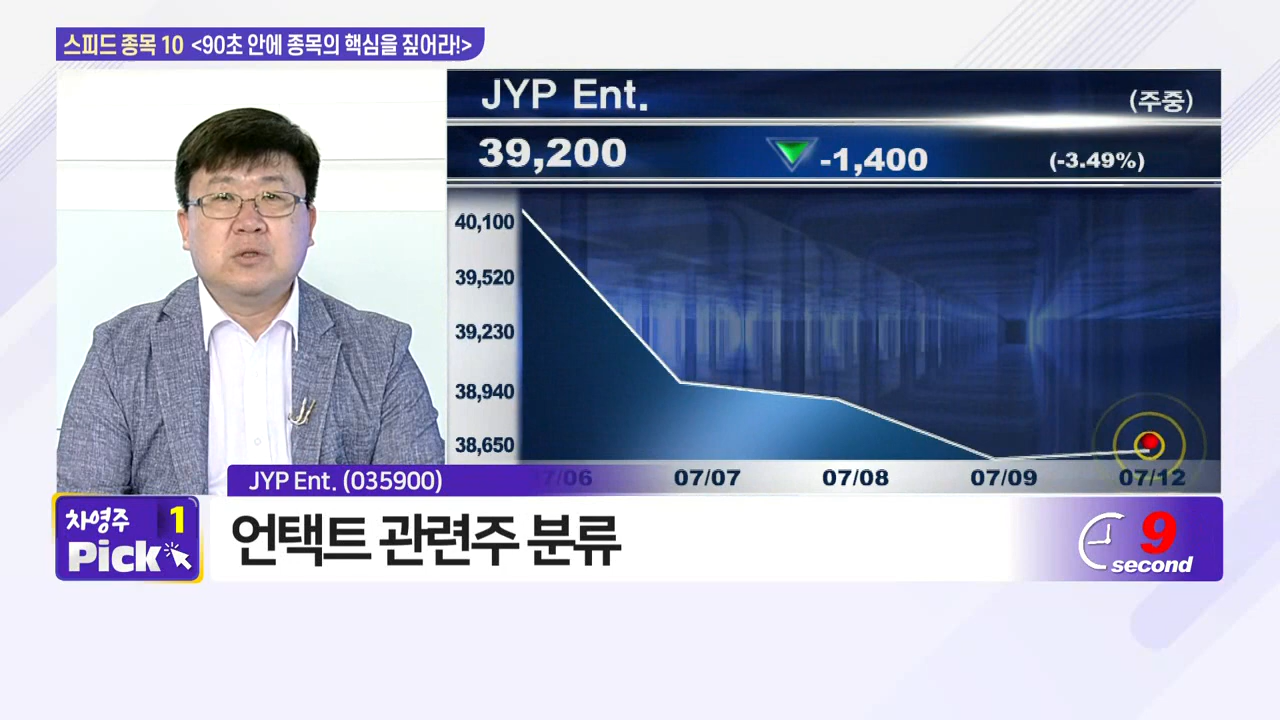 스피드 종목 10 <90초 안에 종목의 핵심을 짚어라!>
JYP Ent.
(주중)
39,200
-1,400
(-3.49%)
40,100
39,520
39,230
38,940
38,650
07/06
07/07
07/08
07/09
07/12
JYP Ent. (035900)
차영주 1
Pick
언택트 관련주 분류
9
second